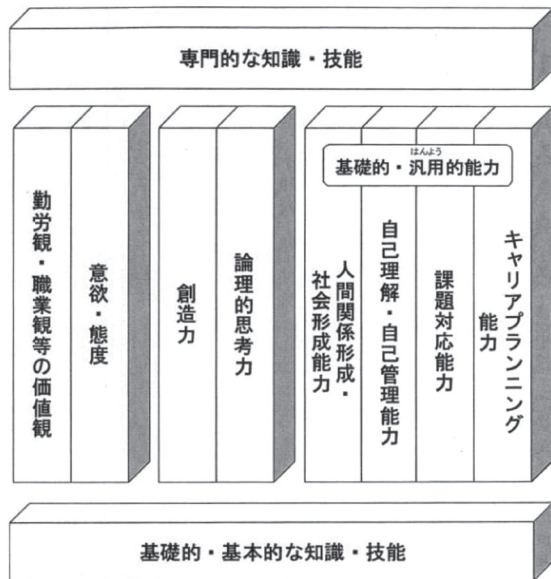 専門的な知識・技能
はんよう
基礎的・汎用的能力
勤労観・職業観等の価値観
意欲・態度
創造力
論理的思考力
人間関係形成・
社会形成能力
自己理解・自己管理能力
課題対応能力
キャリアプランニング
能力
基礎的・基本的な知識・技能